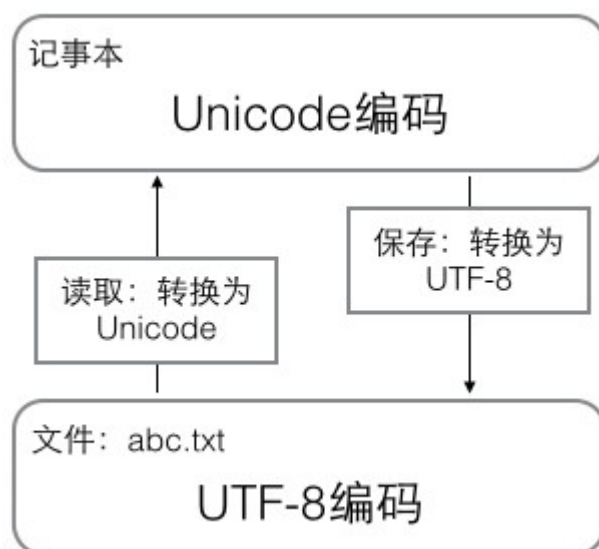 记事本
Unicode编码
读取：转换为
Unicode
保存：转换为
UTF-8
文件：abc.txt
UTF-8编码